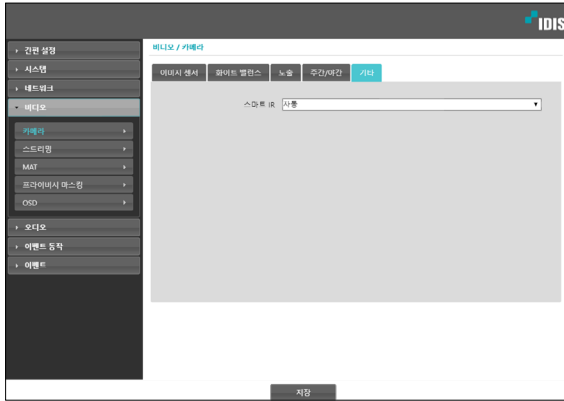 IDIS
간편 설정
시스템
네트워크
비디오
카메라
스트리밍
MAT
프라이버시 마스킹
OSD
오디오
이벤트 동작
이벤트
비디오 / 카메라
이미지 센서
화이트 밸런스
노출
주간/야간
기타
스마트 IR 사용
저장